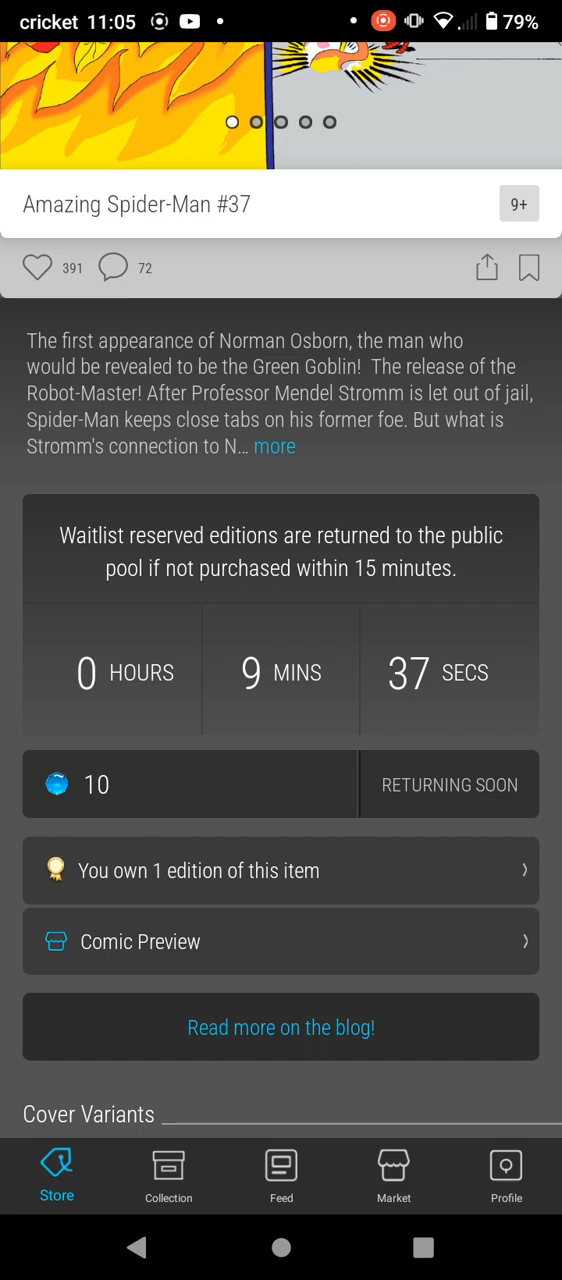 cricket 11:05 79%
Amazing Spider-Man #37
9+
391 72
The first appearance of Norman Osborn, the man who
would be revealed to be the Green Goblin!  The release of the
Robot-Master! After Professor Mendel Stromm is let out of jail,
Spider-Man keeps close tabs on his former foe. But what is
Stromm's connection to N... more
Waitlist reserved editions are returned to the public
pool if not purchased within 15 minutes.
0 HOURS 9 MINS 37 SECS
10 RETURNING SOON
You own 1 edition of this item
Comic Preview
Read more on the blog!
Cover Variants
Store Collection Feed Market Profile